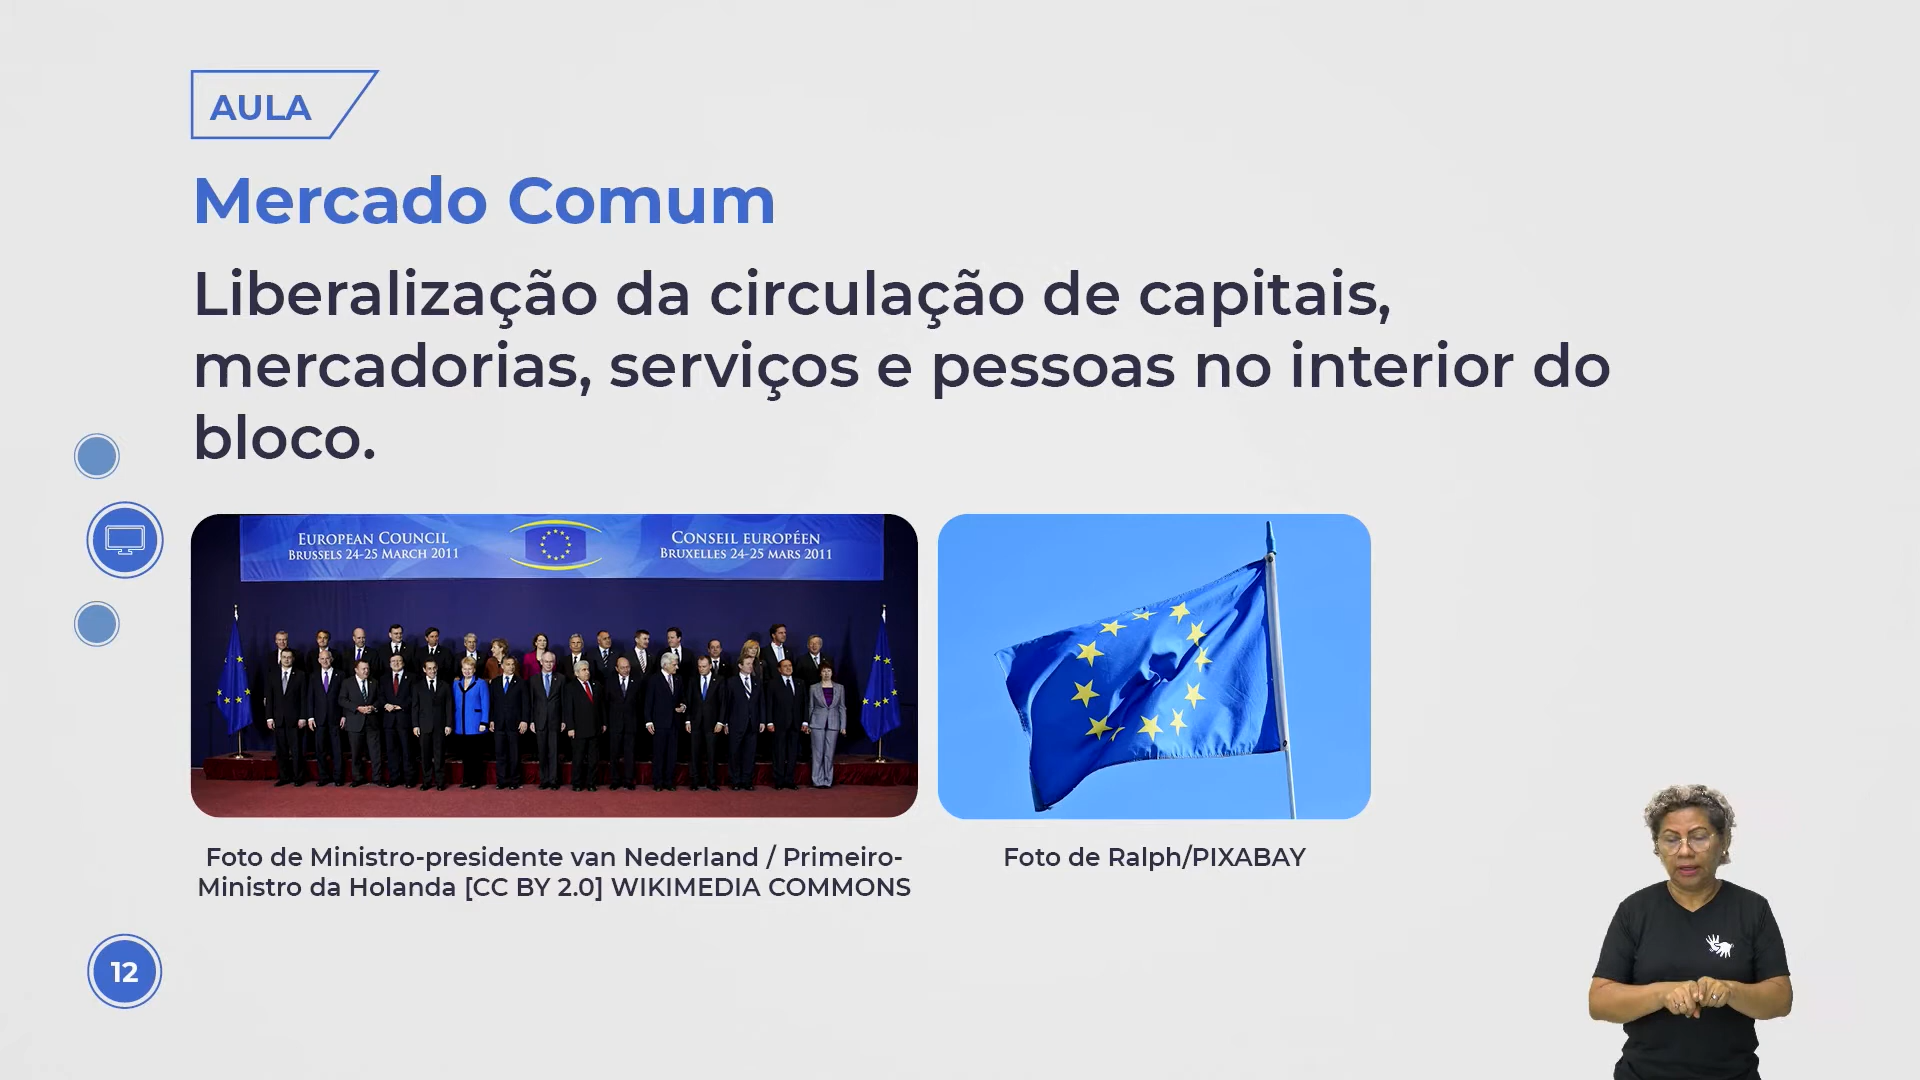 AULA
Mercado Comum
Liberalização da circulação de capitais,
mercadorias, serviços e pessoas no interior do
bloco.
EUROPEAN COUNCIL
BRUSSELS 24-25 MARCH 2011
CONSEIL EUROPÉEN
BRUXELLES 24-25 MARS 2011
Foto de Ministro-presidente van Nederland / Primeiro-
Ministro da Holanda [CC BY 2.0] WIKIMEDIA COMMONS
Foto de Ralph/PIXABAY
12